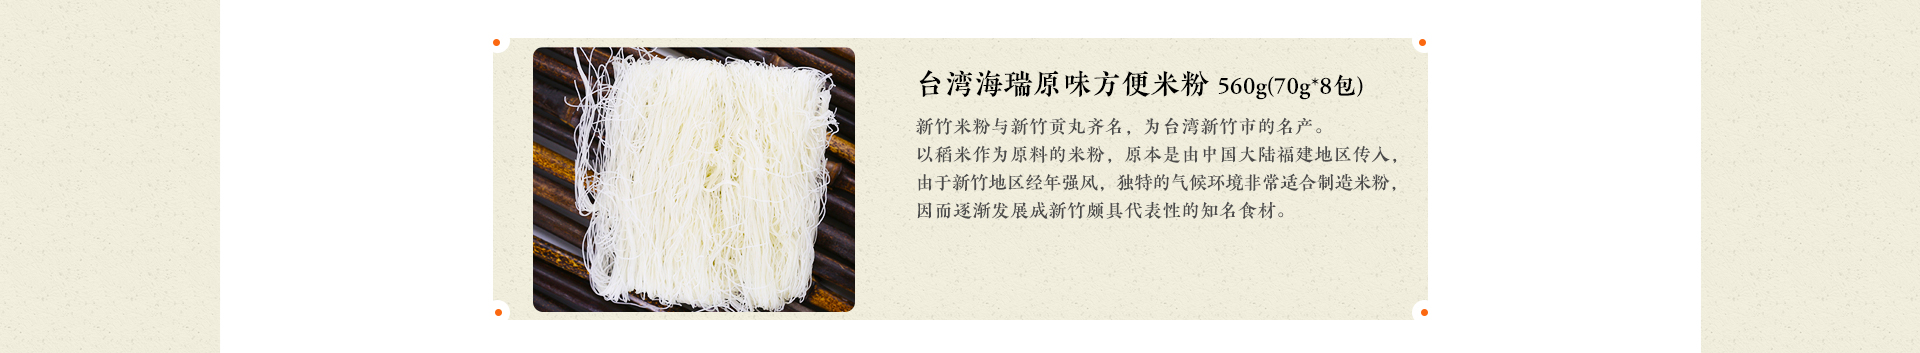 台湾海瑞原味方便米粉 560g(70g*8包)
新竹米粉与新竹贡丸齐名，为台湾新竹市的名产。
以稻米作为原料的米粉，原本是由中国大陆福建地区传入，
由于新竹地区经年强风，独特的气候环境非常适合制造米粉，
因而逐渐发展成新竹颇具代表性的知名食材。